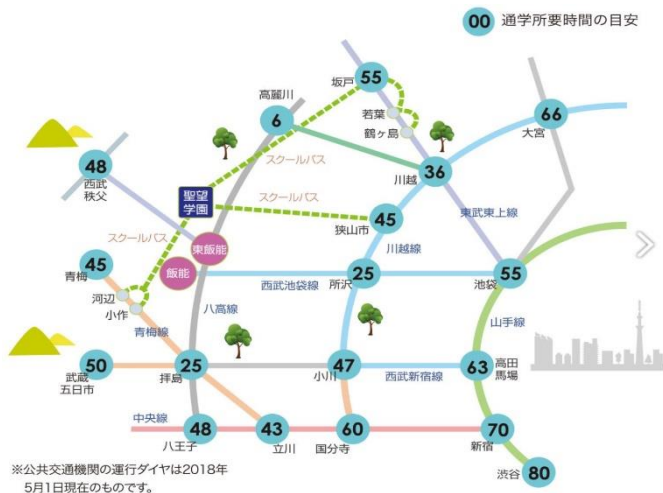 00 通学所要時間の目安
55
坂戸
高麗川
6
若葉
鶴ヶ島
66
大宮
48
西武
秩父
スクールバス
36
川越
聖望
学園
スクールバス
東武東上線
45
狭山市
スクールバス
東飯能
川越線
45
青梅
飯能
西武池袋線
25
所沢
55
池袋
河辺
小作
八高線
山手線
青梅線
50
武蔵
五日市
25
拝島
47
小川
西武新宿線
63
高田
馬場
中央線
48
八王子
43
立川
60
国分寺
70
新宿
80
渋谷
※公共交通機関の運行ダイヤは2018年
5月1日現在のものです。